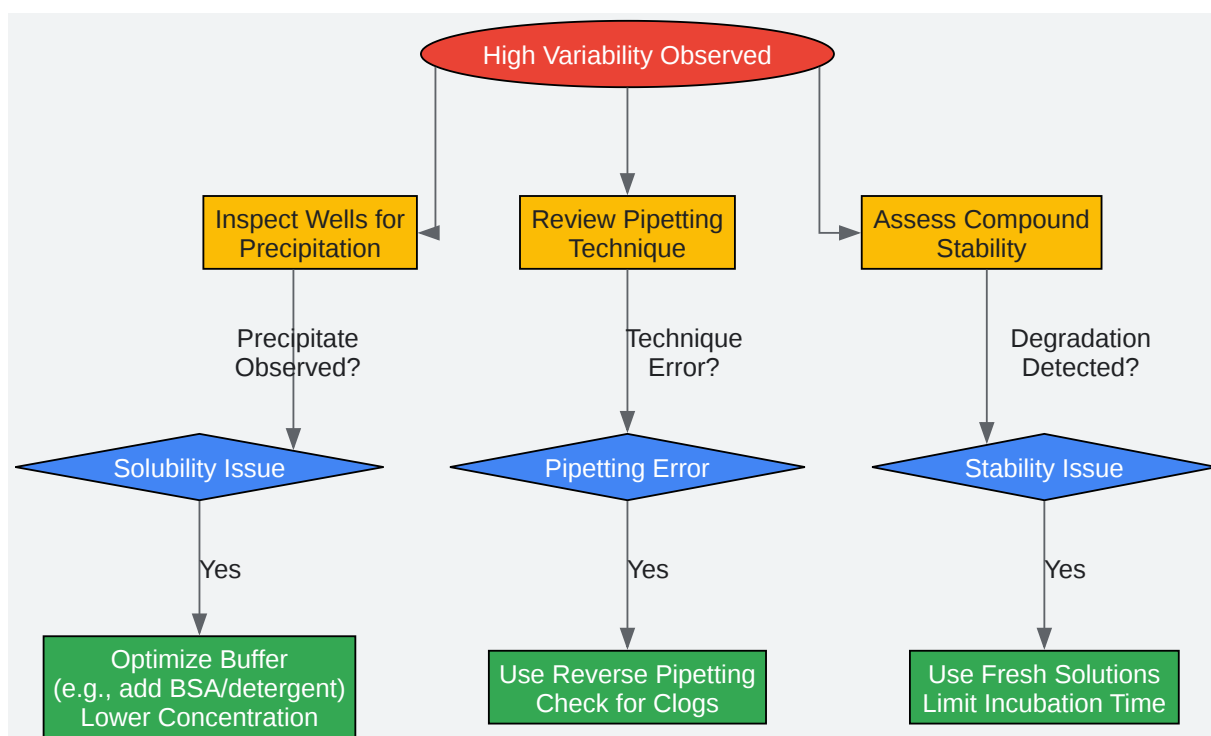 High Variability Observed
Inspect Wells for
Precipitation
Review Pipetting
Technique
Assess Compound
Stability
Precipitate
Observed?
Technique
Error?
Degradation
Detected?
Solubility Issue
Pipetting Error
Stability Issue
Yes
Yes
Yes
Optimize Buffer
(e.g., add BSA/detergent)
Lower Concentration
Use Reverse Pipetting
Check for Clogs
Use Fresh Solutions
Limit Incubation Time